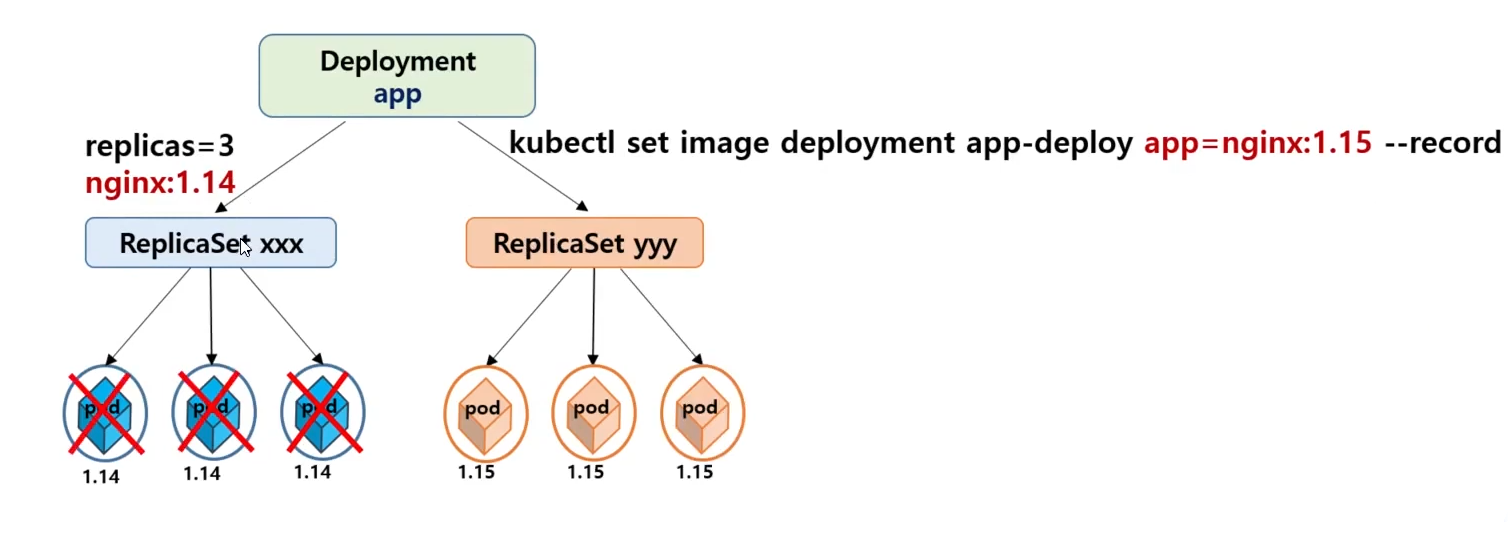 Deployment
app
replicas=3
nginx:1.14
kubectl set image deployment app-deploy app=nginx:1.15 --record
ReplicaSet xxx
ReplicaSet yyy
pod
pod
pod
pod
pod
pod
1.14
1.14
1.14
1.15
1.15
1.15